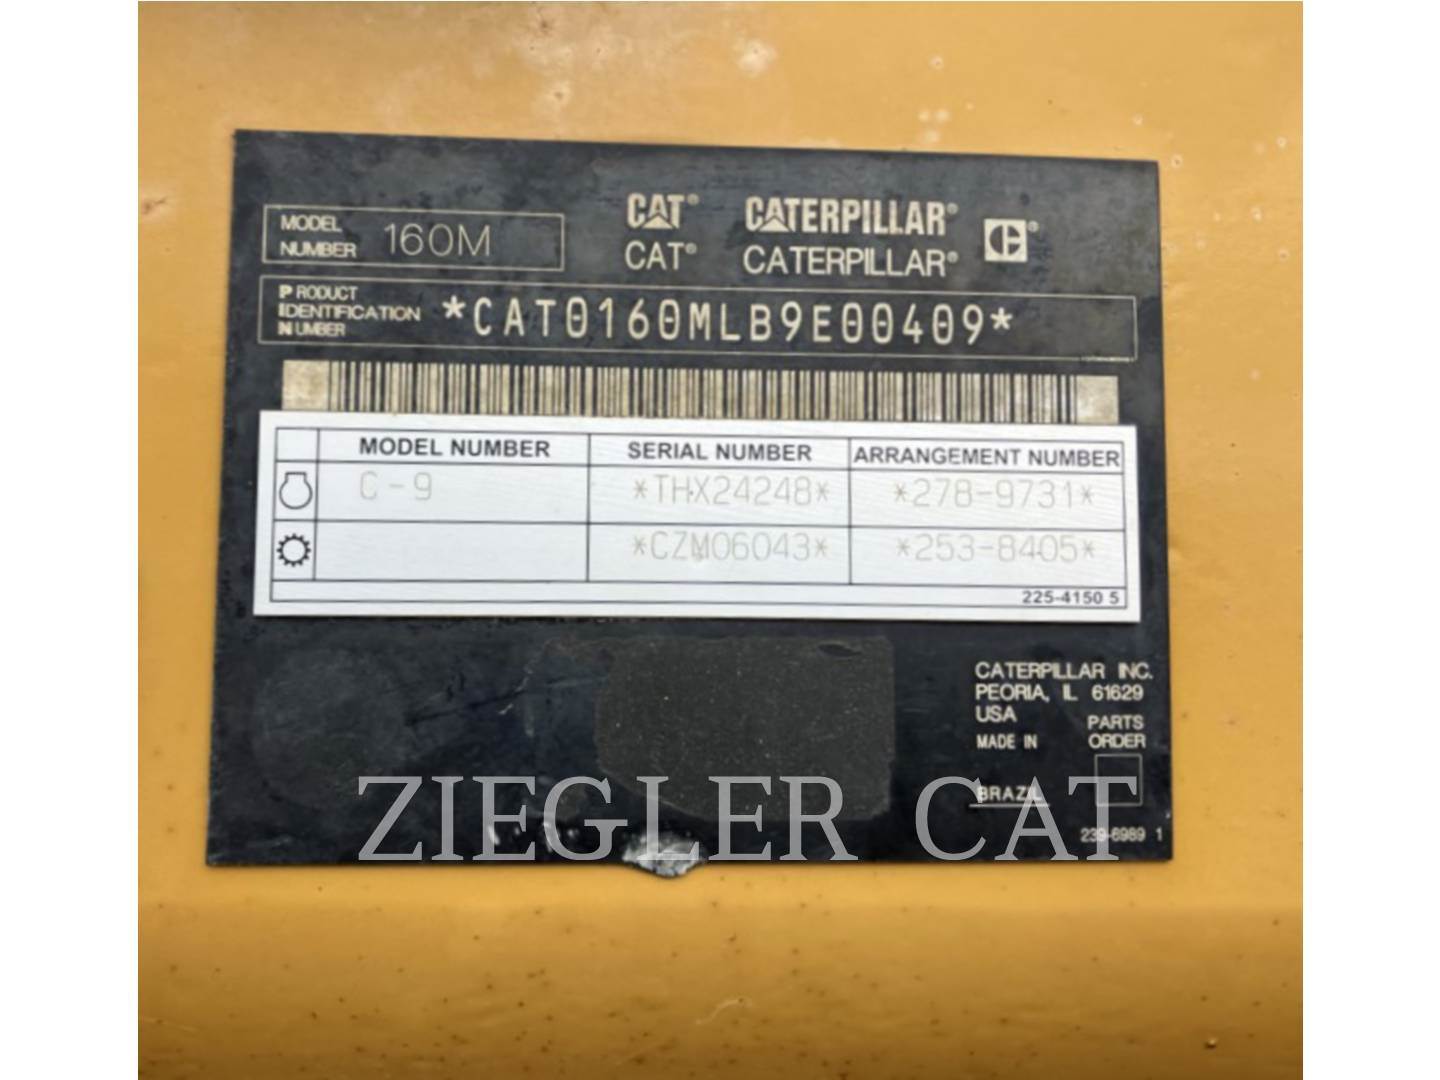 MODEL NUMBER 160M
CAT® CATERPILLAR®
CAT® CATERPILLAR®
PRODUCT IDENTIFICATION NUMBER *CAT0160MLB9E00409*
MODEL NUMBER SERIAL NUMBER ARRANGEMENT NUMBER
C-9 *THX24248* *278-9731*
*CZM06043* *253-8405*
225-4150 5
CATERPILLAR INC.
PEORIA, IL 61629
USA
MADE IN
BRAZIL
PARTS
ORDER
239-6989 1
ZIEGLER CAT